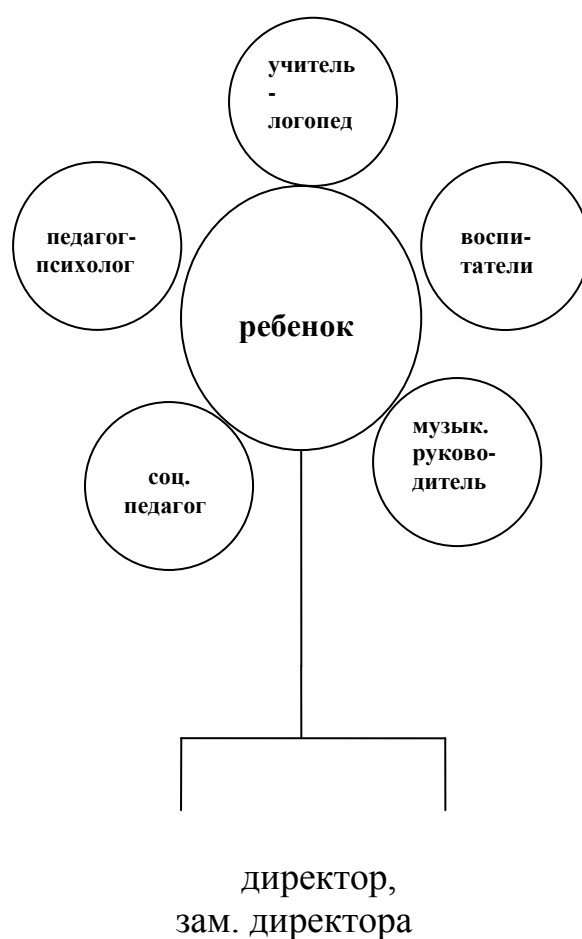 учитель
-
логопед
педагог-
психолог
воспи-
татели
ребенок
музык.
руково-
дитель
соц.
педагог
директор,
зам. директора